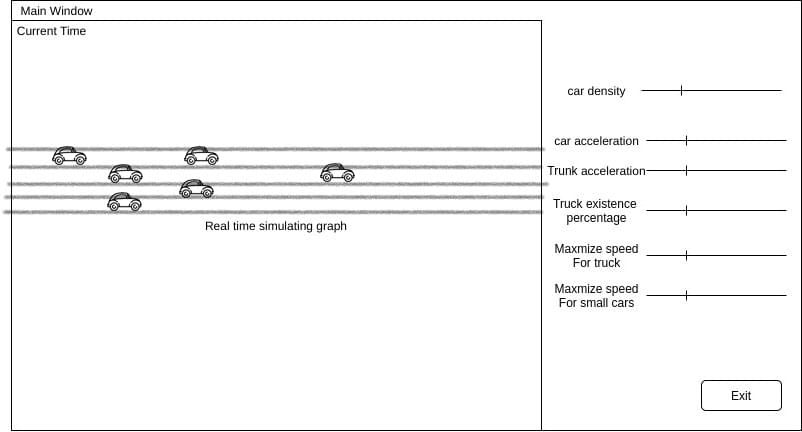 Main Window
Current Time
car density
car acceleration
Trunk acceleration
Truck existence
percentage
Real time simulating graph
Maxmize speed
For truck
Maxmize speed
For small cars
Exit